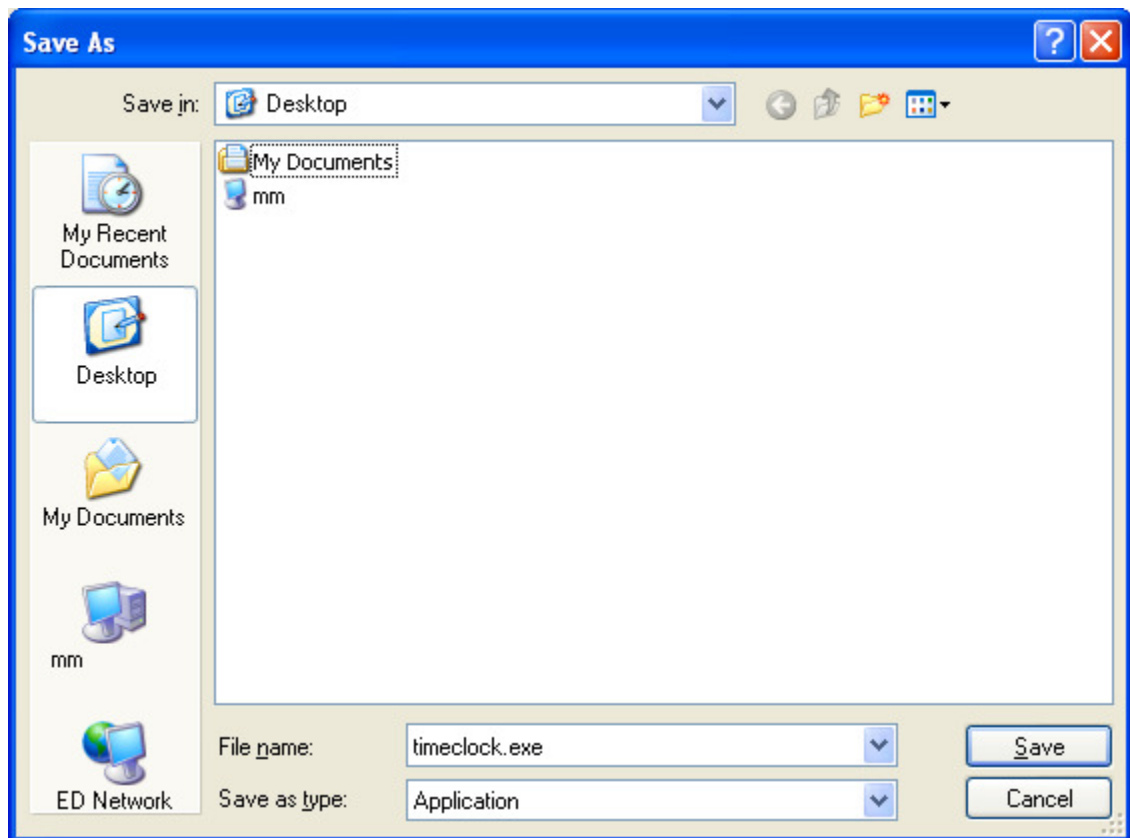 Save As
Save in:
Desktop
My Documents
mm
My Recent
Documents
Desktop
My Documents
mm
ED Network
File name:
timeclock.exe
Save
Save as type:
Application
Cancel